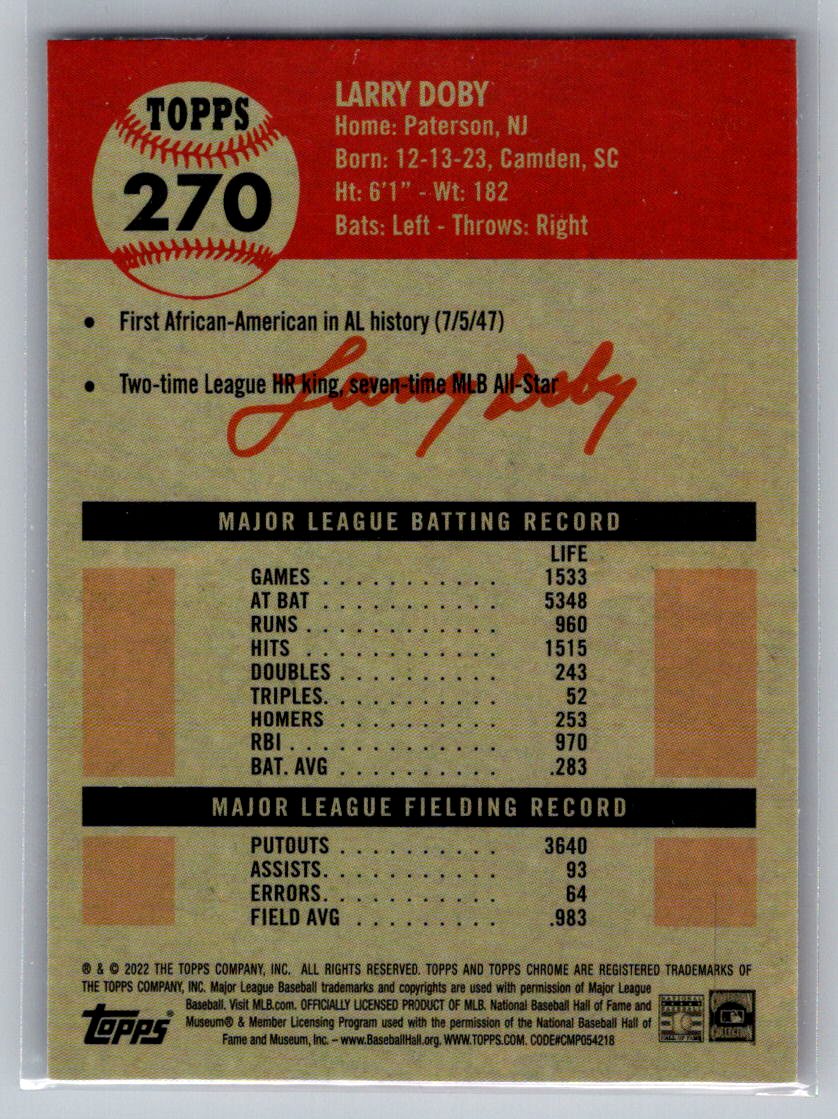 TOPPS
270
LARRY DOBY
Home: Paterson, NJ
Born: 12-13-23, Camden, SC
Ht: 6'1" - Wt: 182
Bats: Left - Throws: Right
• First African-American in AL history (7/5/47)
• Two-time League HR king, seven-time MLB All-Star
Larry Doby
MAJOR LEAGUE BATTING RECORD
LIFE
GAMES . . . . . . . . . . . 1533
AT BAT . . . . . . . . . . . 5348
RUNS . . . . . . . . . . . . 960
HITS . . . . . . . . . . . . 1515
DOUBLES . . . . . . . . . . 243
TRIPLES. . . . . . . . . . . 52
HOMERS . . . . . . . . . . 253
RBI . . . . . . . . . . . . . 970
BAT. AVG . . . . . . . . . . .283
MAJOR LEAGUE FIELDING RECORD
PUTOUTS . . . . . . . . . . 3640
ASSISTS. . . . . . . . . . . 93
ERRORS. . . . . . . . . . . 64
FIELD AVG . . . . . . . . . .983
® & © 2022 THE TOPPS COMPANY, INC. ALL RIGHTS RESERVED. TOPPS AND TOPPS CHROME ARE REGISTERED TRADEMARKS OF
THE TOPPS COMPANY, INC. Major League Baseball trademarks and copyrights are used with permission of Major League
Baseball. Visit MLB.com. OFFICIALLY LICENSED PRODUCT OF MLB. National Baseball Hall of Fame and
Museum® & Member Licensing Program used with the permission of the National Baseball Hall of
Fame and Museum, Inc. – www.BaseballHall.org. WWW.TOPPS.COM. CODE#CMP054218
topps